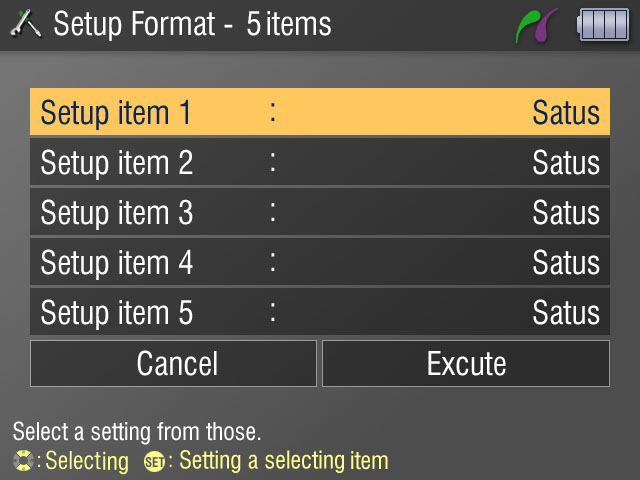 Setup Format - 5 items
Setup item 1 : Satus
Setup item 2 : Satus
Setup item 3 : Satus
Setup item 4 : Satus
Setup item 5 : Satus
Cancel Excute
Select a setting from those.
: Selecting SET : Setting a selecting item